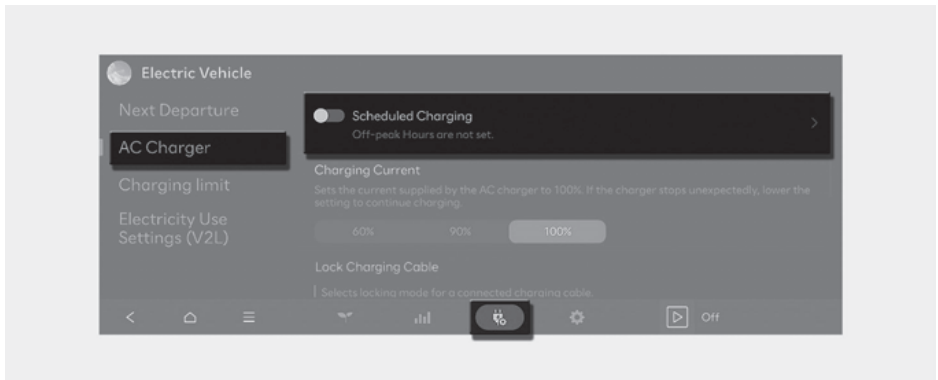 Electric Vehicle
Next Departure
AC Charger
Charging limit
Electricity Use
Settings (V2L)
Scheduled Charging
Off-peak Hours are not set.
Charging Current
Sets the current supplied by the AC charger to 100%. If the charger stops unexpectedly, lower the
setting to continue charging.
60% 90% 100%
Lock Charging Cable
Selects locking mode for a connected charging cable.
Off